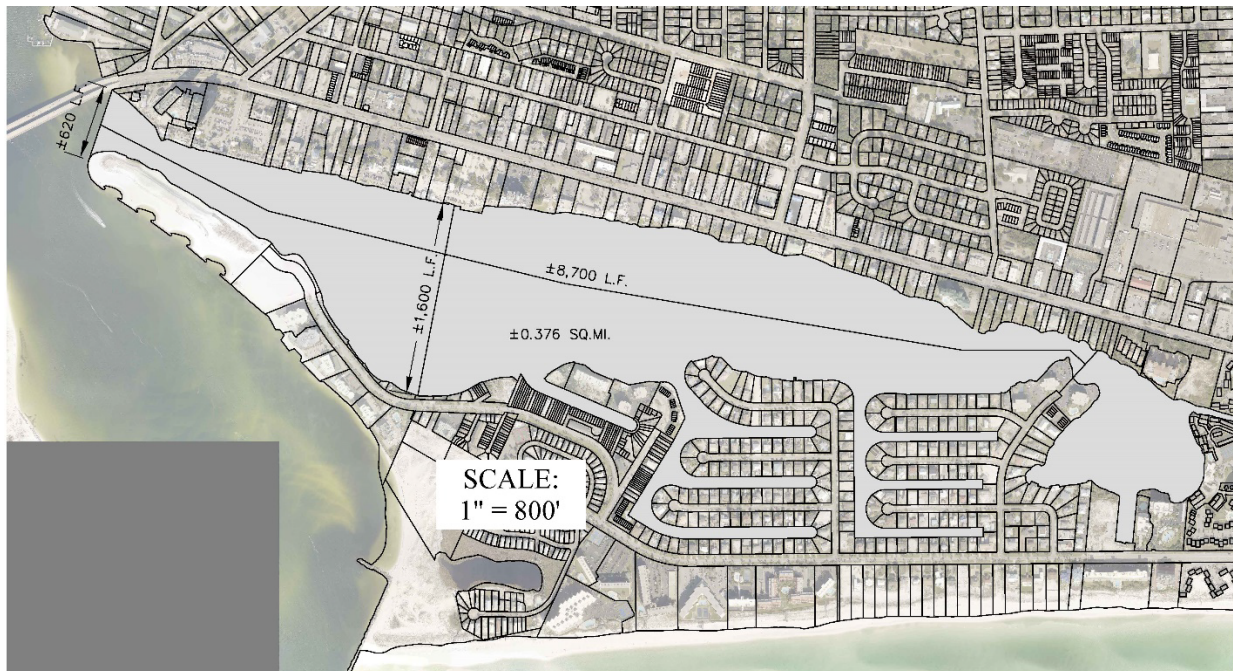 ±620
±8,700 L.F.
±1,600 L.F.
±0.376 SQ.MI.
SCALE:
1" = 800'